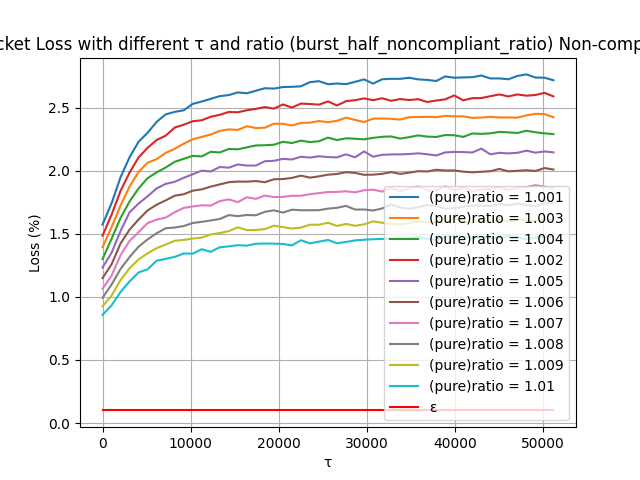 cket Loss with different τ and ratio (burst_half_noncompliant_ratio) Non-comp
Loss (%)
2.5
2.0
1.5
1.0
0.5
0.0
0 10000 20000 30000 40000 50000
τ
(pure)ratio = 1.001
(pure)ratio = 1.003
(pure)ratio = 1.004
(pure)ratio = 1.002
(pure)ratio = 1.005
(pure)ratio = 1.006
(pure)ratio = 1.007
(pure)ratio = 1.008
(pure)ratio = 1.009
(pure)ratio = 1.01
ε